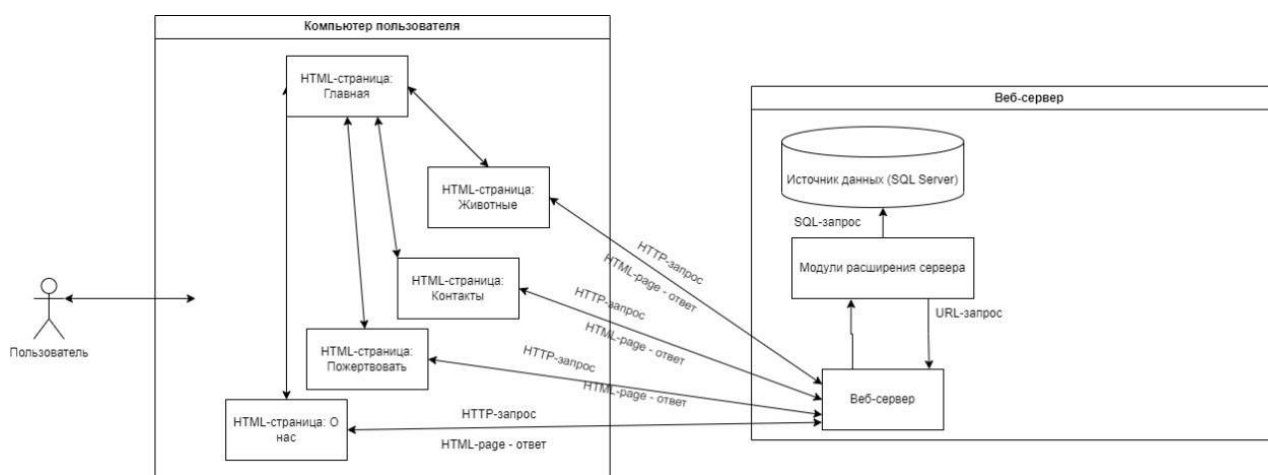 Компьютер пользователя
HTML-страница:
Главная
HTML-страница:
Животные
HTML-страница:
Контакты
HTML-страница:
Пожертвовать
HTML-страница: О
нас
Пользователь
HTTP-запрос
HTML-page - ответ
HTTP-запрос
HTML-page - ответ
HTTP-запрос
HTML-page - ответ
HTTP-запрос
HTML-page - ответ
Веб-сервер
Источник данных (SQL Server)
SQL-запрос
Модули расширения сервера
URL-запрос
Веб-сервер